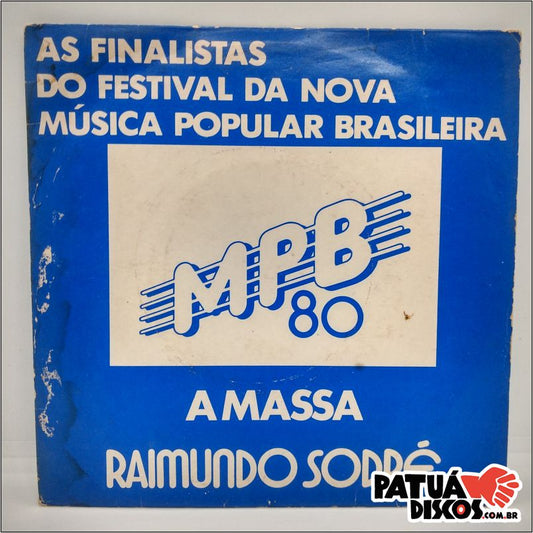 AS FINALISTAS
DO FESTIVAL DA NOVA
MÚSICA POPULAR BRASILEIRA
MPB
80
A MASSA
RAIMUNDO SODRÉ
PATUÁ
DISCOS.COM.BR